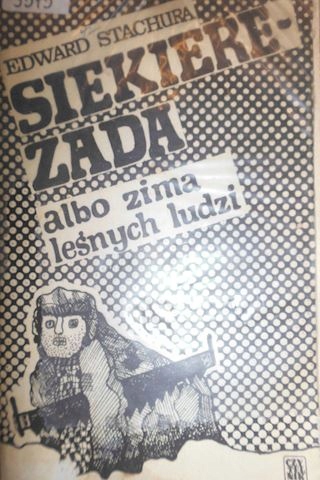 EDWARD STACHURA
SIEKIERE-
ZADA
albo zima
leśnych ludzi